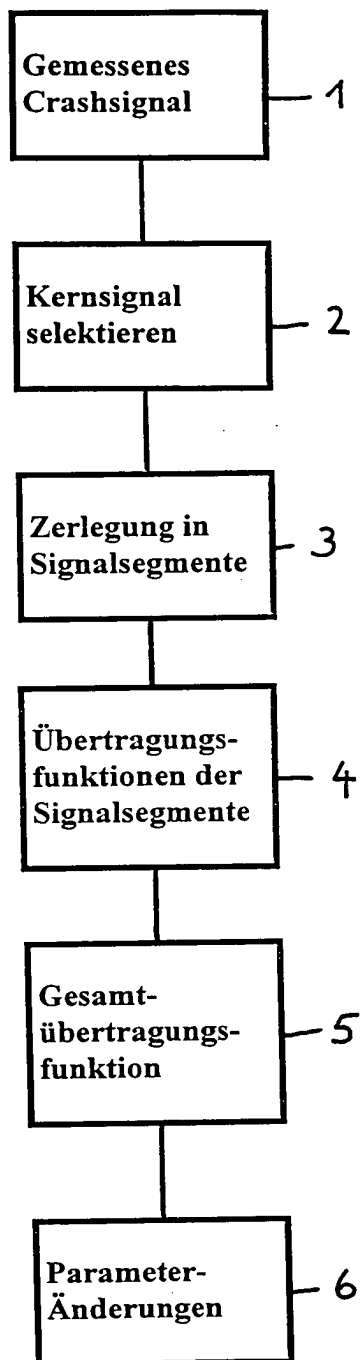 Gemessenes
Crashsignal
1
Kernsignal
selektieren
2
Zerlegung in
Signalsegmente
3
Übertragungs-
funktionen der
Signalsegmente
4
Gesamt-
übertragungs-
funktion
5
Parameter-
Änderungen
6